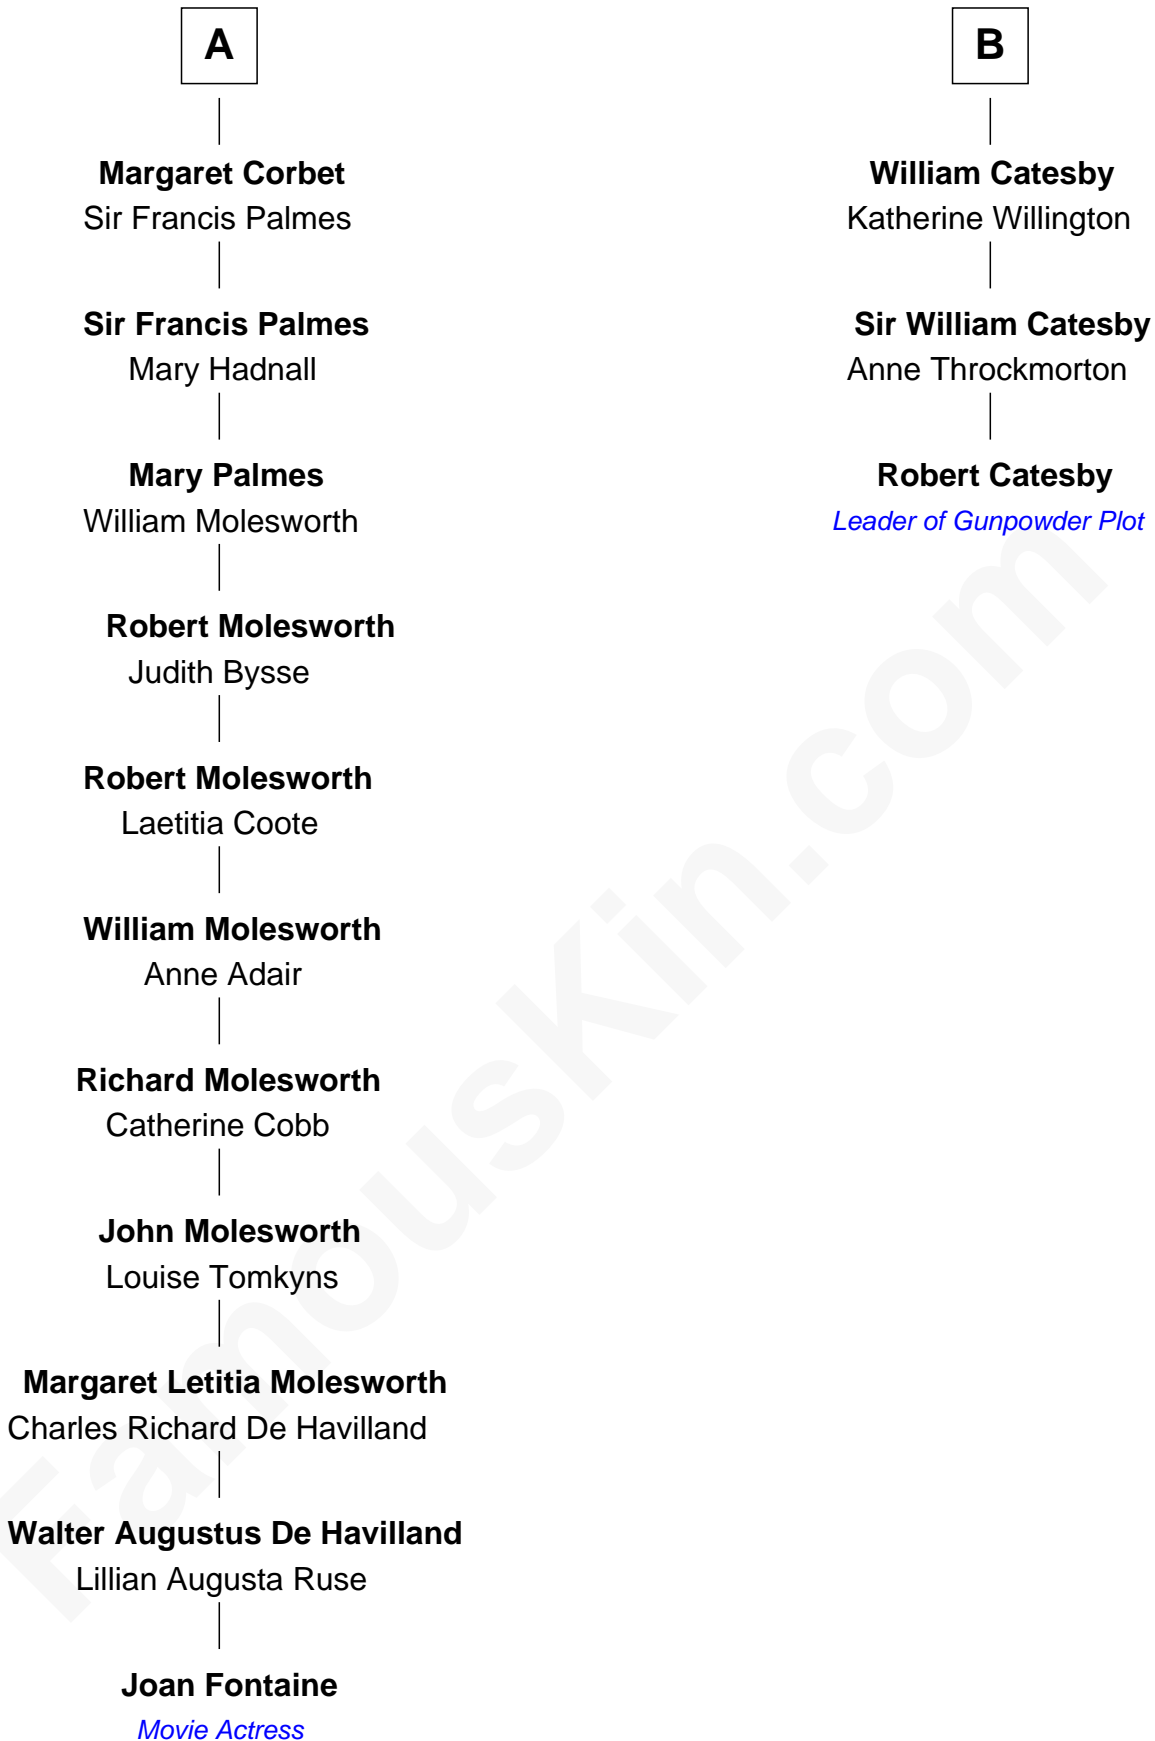 A
Margaret Corbet
Sir Francis Palmes
Sir Francis Palmes
Mary Hadnall
Mary Palmes
William Molesworth
Robert Molesworth
Judith Bysse
Robert Molesworth
Laetitia Coote
William Molesworth
Anne Adair
Richard Molesworth
Catherine Cobb
John Molesworth
Louise Tomkyns
Margaret Letitia Molesworth
Charles Richard De Havilland
Walter Augustus De Havilland
Lillian Augusta Ruse
Joan Fontaine
Movie Actress
B
William Catesby
Katherine Willington
Sir William Catesby
Anne Throckmorton
Robert Catesby
Leader of Gunpowder Plot
FamousKin.com